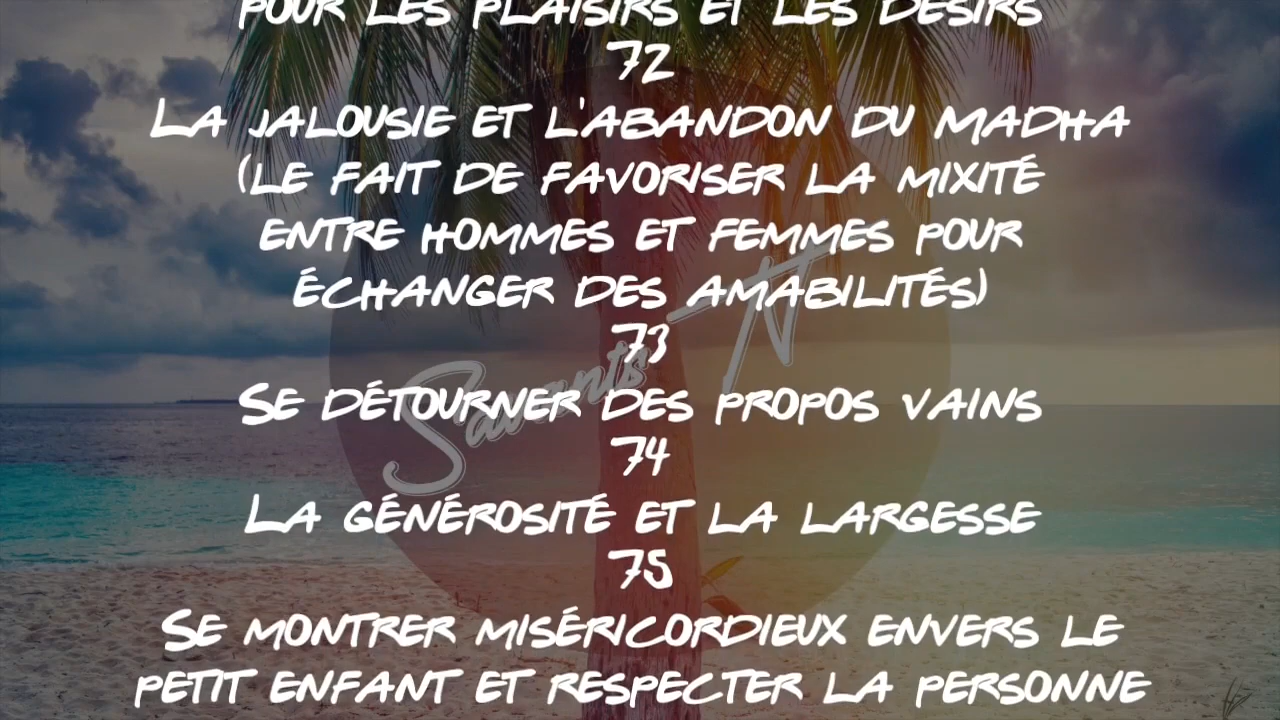 POUR LES PLAISIRS ET LES DÉSIRS
72
LA JALOUSIE ET L'ABANDON DU MADHA
(LE FAIT DE FAVORISER LA MIXITÉ
ENTRE HOMMES ET FEMMES POUR
ÉCHANGER DES AMABILITÉS)
73
SE DÉTOURNER DES PROPOS VAINS
74
LA GÉNÉROSITÉ ET LA LARGESSE
75
SE MONTRER MISÉRICORDIEUX ENVERS LE
PETIT ENFANT ET RESPECTER LA PERSONNE
Savants TV